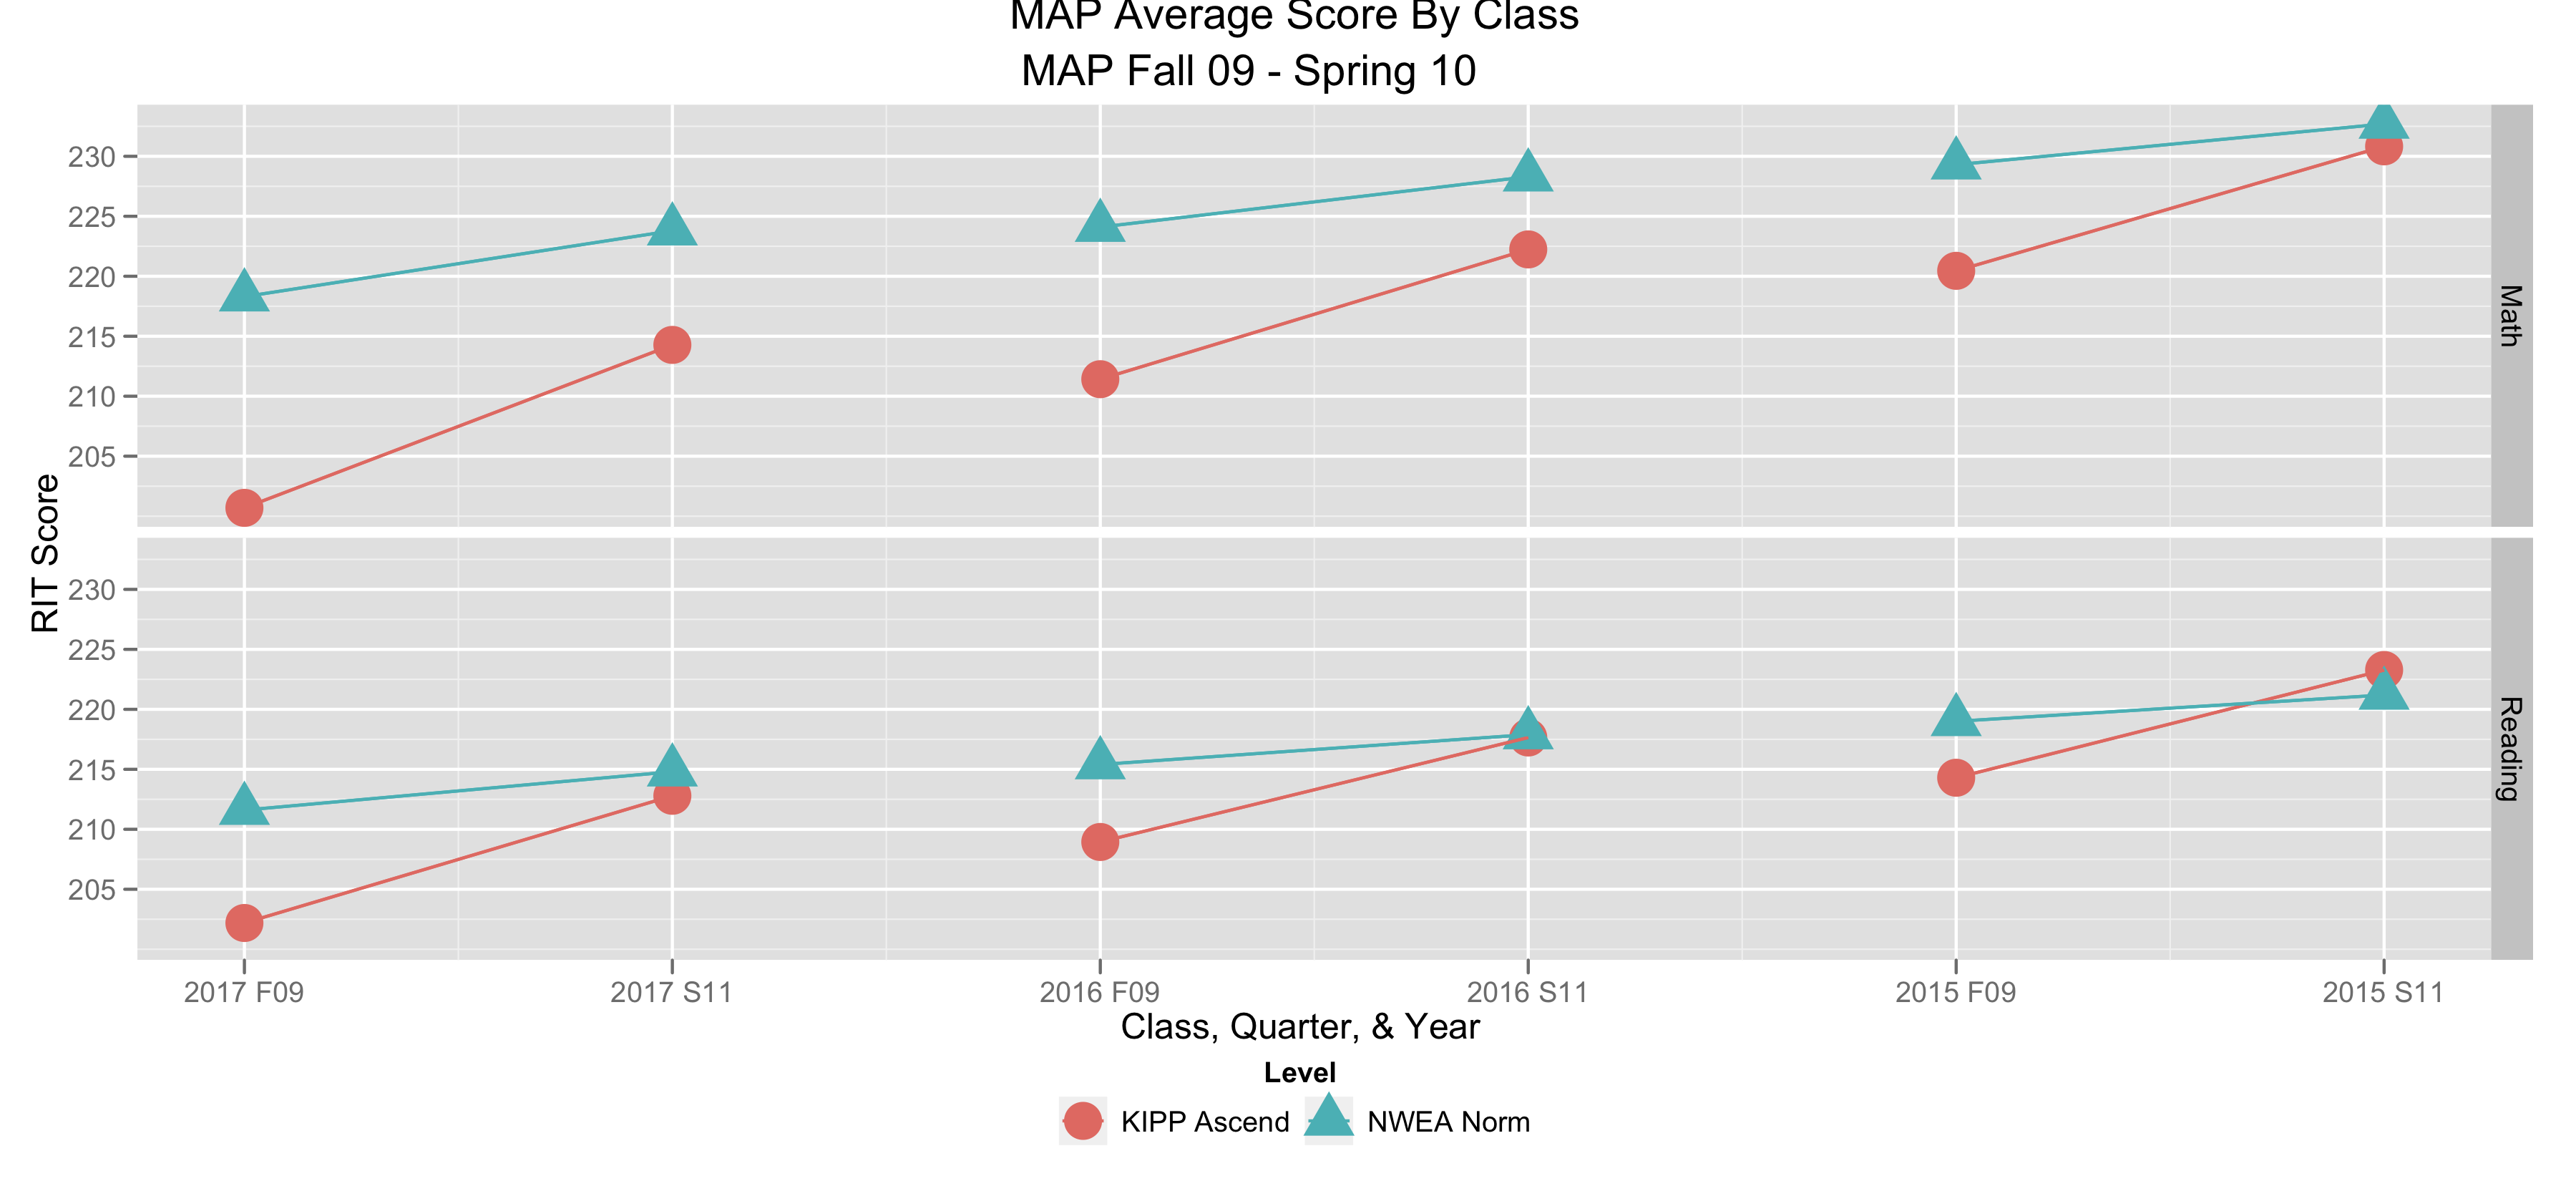 MAP Average Score By Class
MAP Fall 09 - Spring 10
230
225
220
215
210
205
Math
RIT Score
230
225
220
215
210
205
Reading
2017 F09 2017 S11 2016 F09 2016 S11 2015 F09 2015 S11
Class, Quarter, & Year
Level
KIPP Ascend NWEA Norm